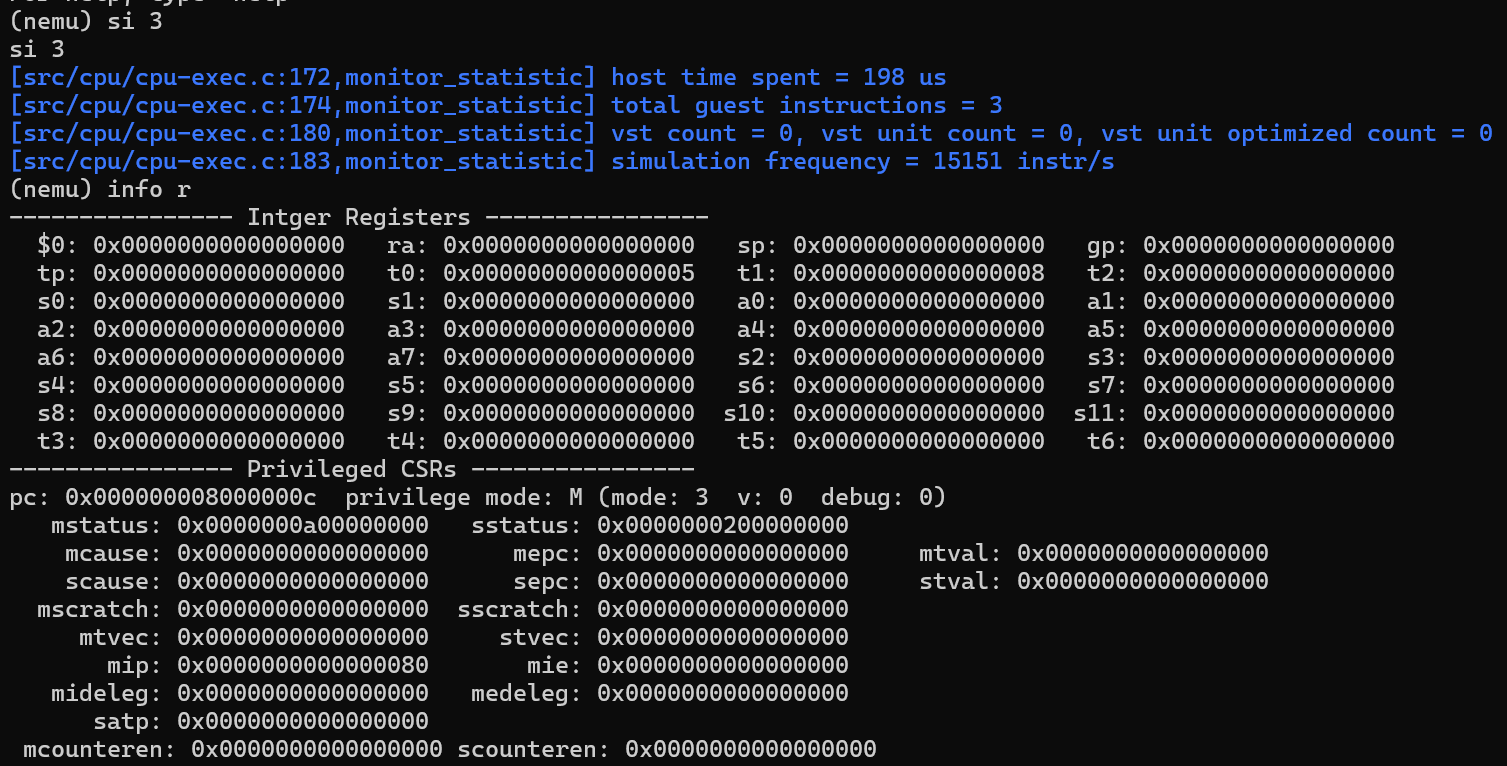 (nemu) si 3
si 3
[src/cpu/cpu-exec.c:172,monitor_statistic] host time spent = 198 us
[src/cpu/cpu-exec.c:174,monitor_statistic] total guest instructions = 3
[src/cpu/cpu-exec.c:180,monitor_statistic] vst count = 0, vst unit count = 0, vst unit optimized count = 0
[src/cpu/cpu-exec.c:183,monitor_statistic] simulation frequency = 15151 instr/s
(nemu) info r
---------------- Intger Registers ----------------
  $0: 0x0000000000000000   ra: 0x0000000000000000   sp: 0x0000000000000000   gp: 0x0000000000000000
  tp: 0x0000000000000000   t0: 0x0000000000000005   t1: 0x0000000000000008   t2: 0x0000000000000000
  s0: 0x0000000000000000   s1: 0x0000000000000000   a0: 0x0000000000000000   a1: 0x0000000000000000
  a2: 0x0000000000000000   a3: 0x0000000000000000   a4: 0x0000000000000000   a5: 0x0000000000000000
  a6: 0x0000000000000000   a7: 0x0000000000000000   s2: 0x0000000000000000   s3: 0x0000000000000000
  s4: 0x0000000000000000   s5: 0x0000000000000000   s6: 0x0000000000000000   s7: 0x0000000000000000
  s8: 0x0000000000000000   s9: 0x0000000000000000  s10: 0x0000000000000000  s11: 0x0000000000000000
  t3: 0x0000000000000000   t4: 0x0000000000000000   t5: 0x0000000000000000   t6: 0x0000000000000000
---------------- Privileged CSRs ----------------
pc: 0x000000008000000c  privilege mode: M (mode: 3  v: 0  debug: 0)
   mstatus: 0x0000000a00000000   sstatus: 0x0000000200000000
    mcause: 0x0000000000000000      mepc: 0x0000000000000000     mtval: 0x0000000000000000
    scause: 0x0000000000000000      sepc: 0x0000000000000000     stval: 0x0000000000000000
  mscratch: 0x0000000000000000  sscratch: 0x0000000000000000
     mtvec: 0x0000000000000000     stvec: 0x0000000000000000
       mip: 0x0000000000000080       mie: 0x0000000000000000
   mideleg: 0x0000000000000000   medeleg: 0x0000000000000000
      satp: 0x0000000000000000
 mcounteren: 0x0000000000000000 scounteren: 0x0000000000000000